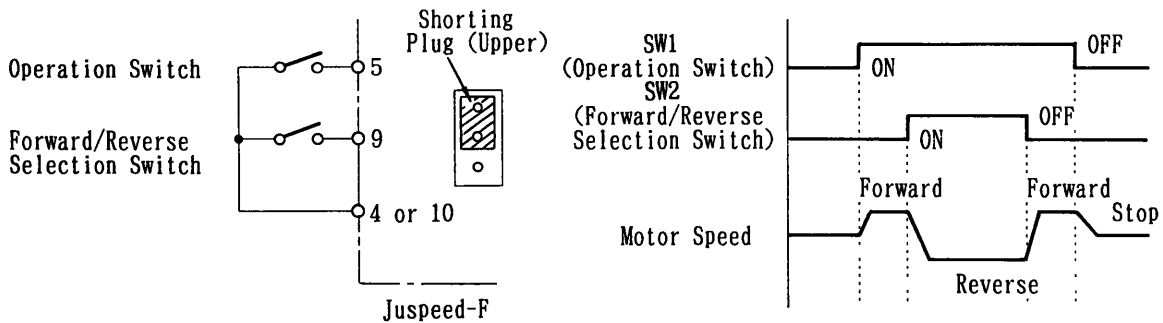 Shorting
Plug (Upper)
Operation Switch
5
Forward/Reverse
Selection Switch
9
4 or 10
Juspeed-F
SW1
(Operation Switch)
ON
OFF
SW2
(Forward/Reverse
Selection Switch)
ON
OFF
Forward
Forward
Stop
Motor Speed
Reverse